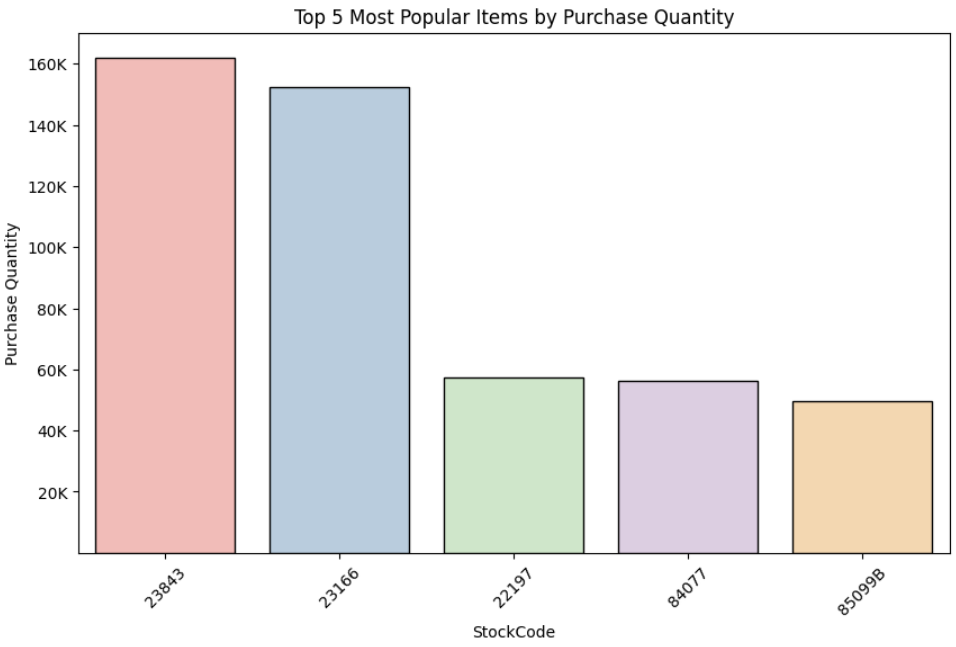 Top 5 Most Popular Items by Purchase Quantity
Purchase Quantity
160K
140K
120K
100K
80K
60K
40K
20K
23843
23166
22197
84077
85099B
StockCode